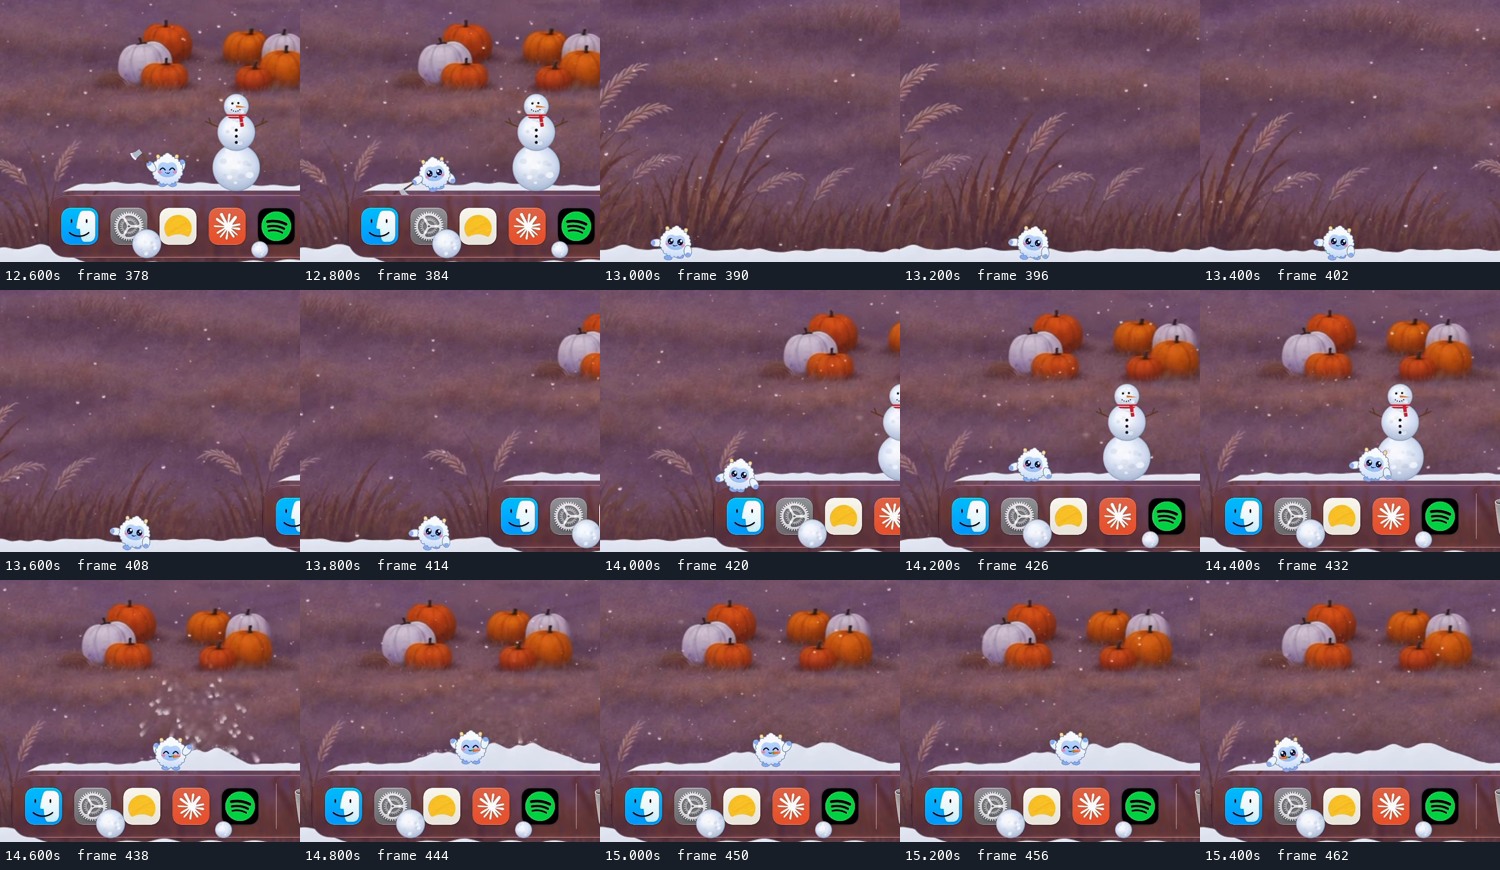 12.600s frame 378
12.800s frame 384
13.000s frame 390
13.200s frame 396
13.400s frame 402
13.600s frame 408
13.800s frame 414
14.000s frame 420
14.200s frame 426
14.400s frame 432
14.600s frame 438
14.800s frame 444
15.000s frame 450
15.200s frame 456
15.400s frame 462